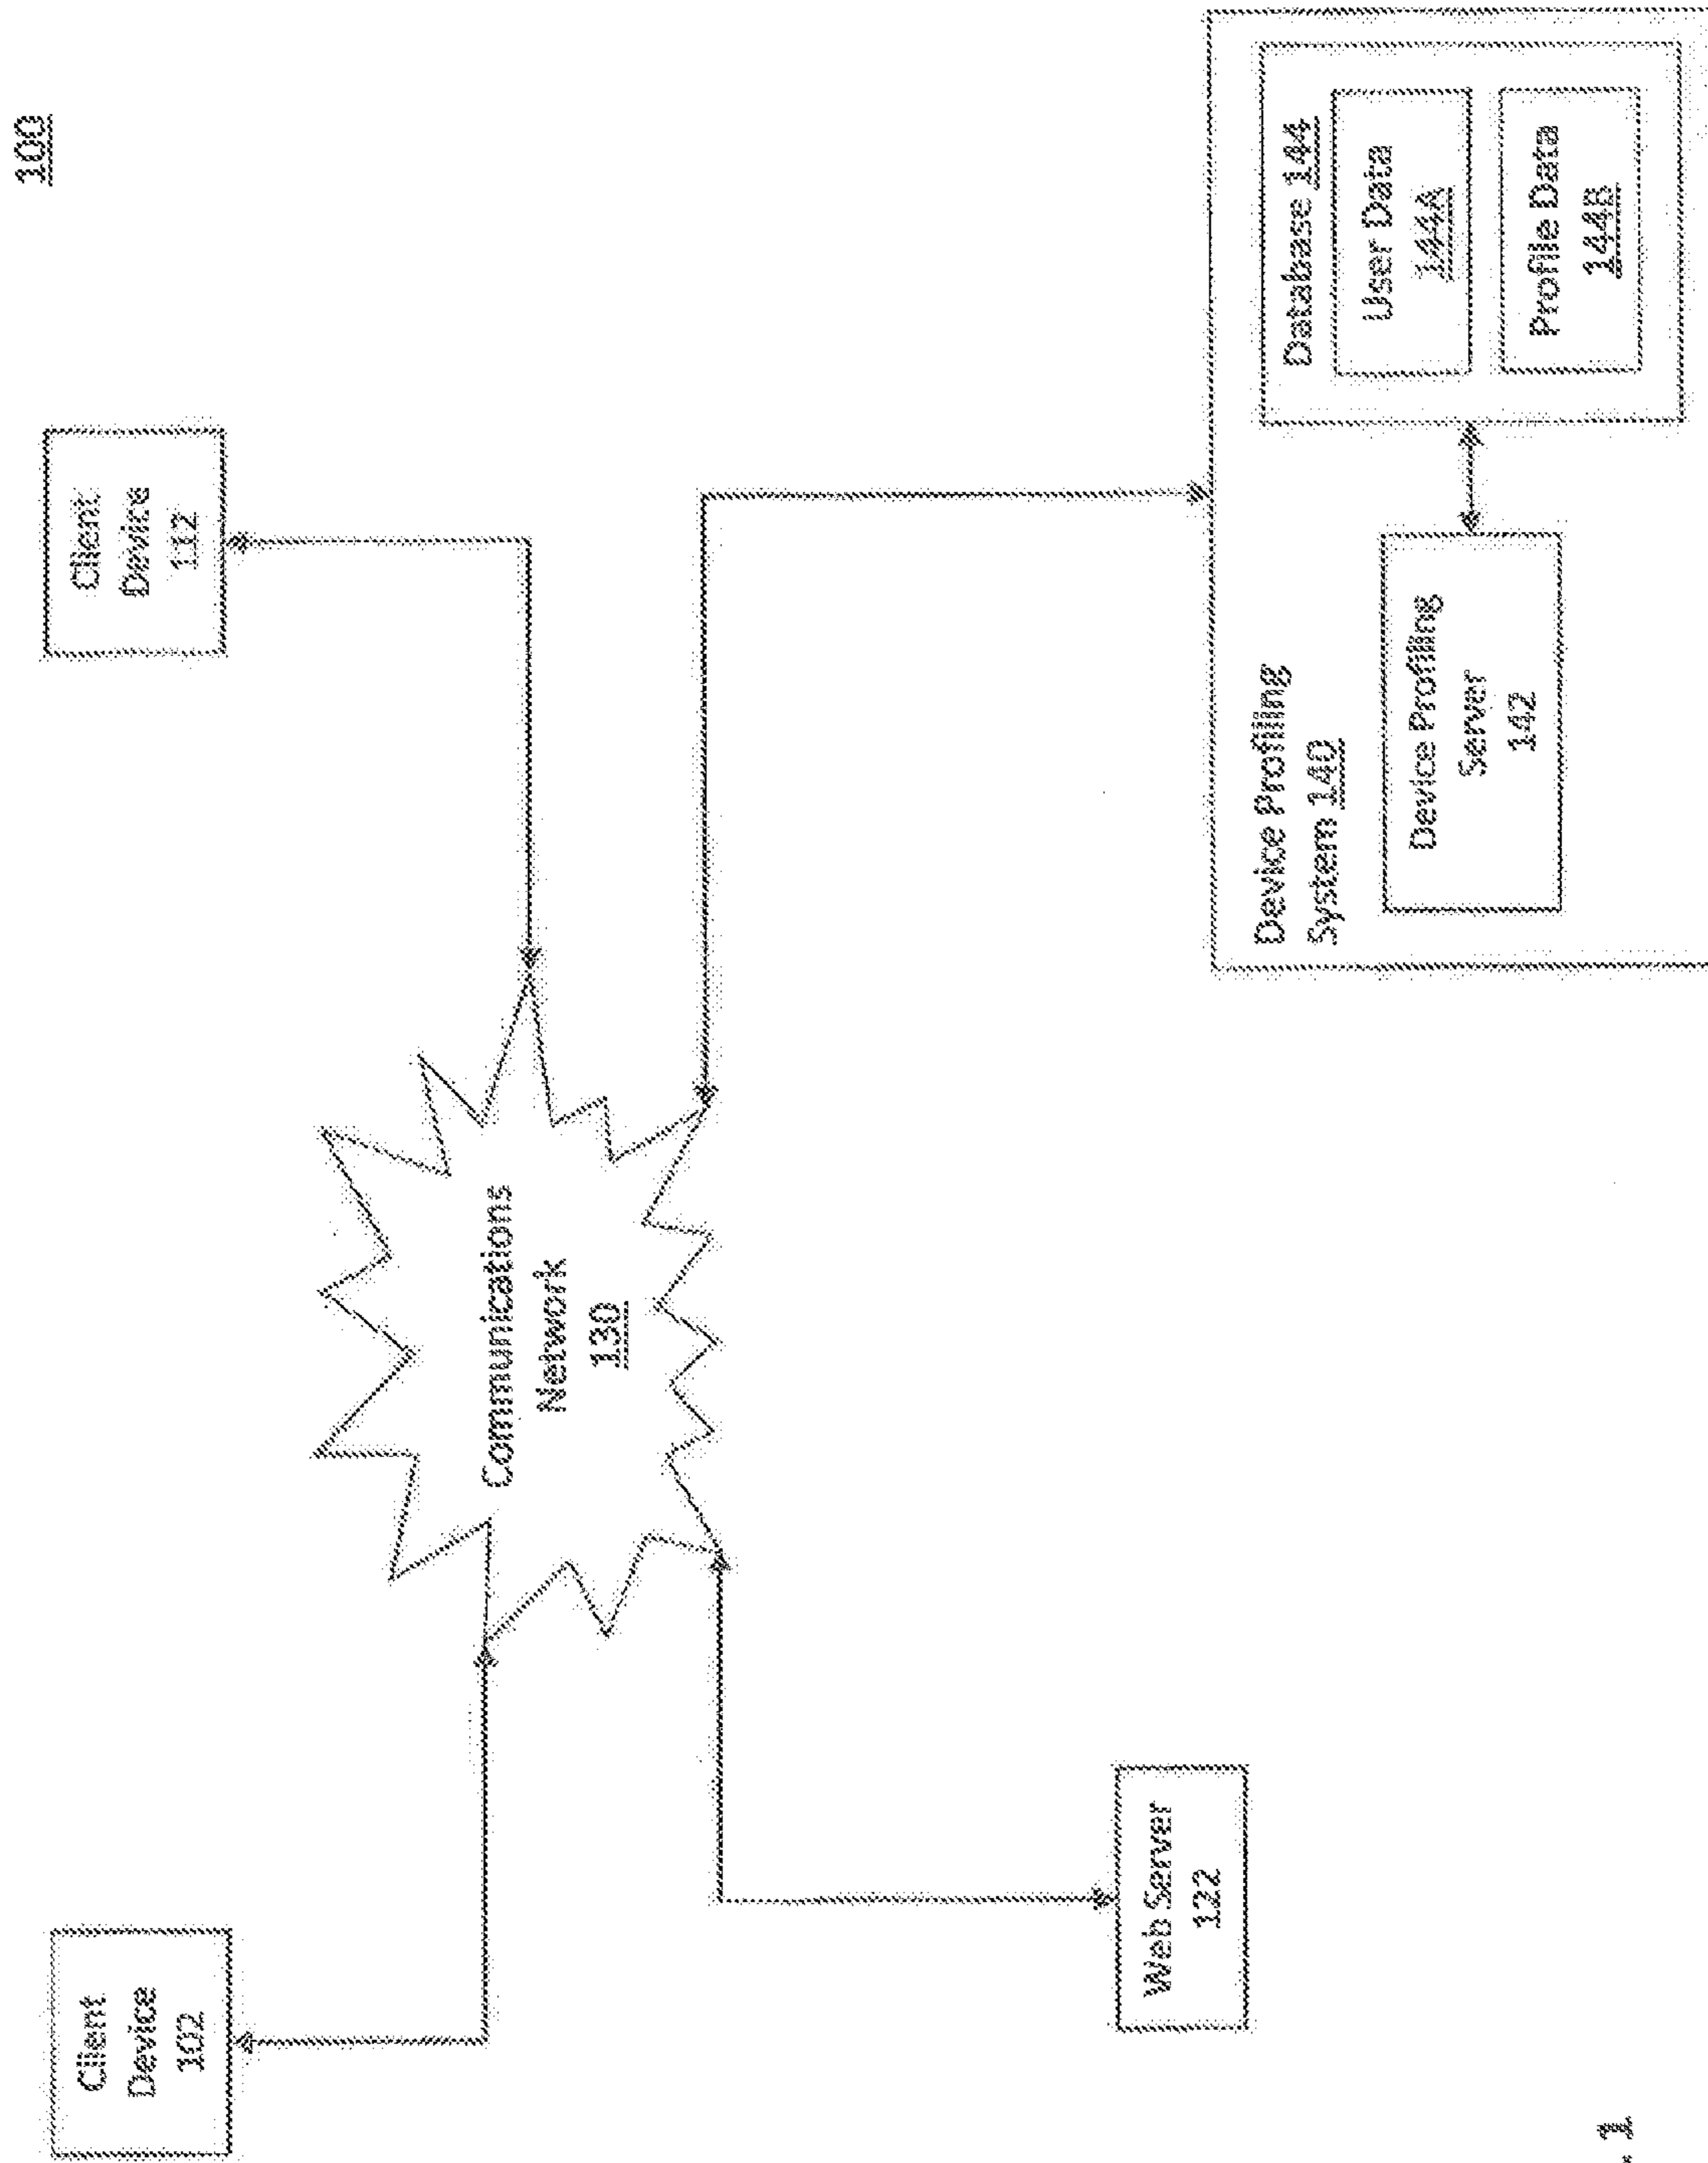 100
Client
Device
102
Client
Device
112
Communications
Network
130
Web Server
122
Device Profiling
System 140
Device Profiling
Server
142
Database 144
User Data
144A
Profile Data
144B
. 1